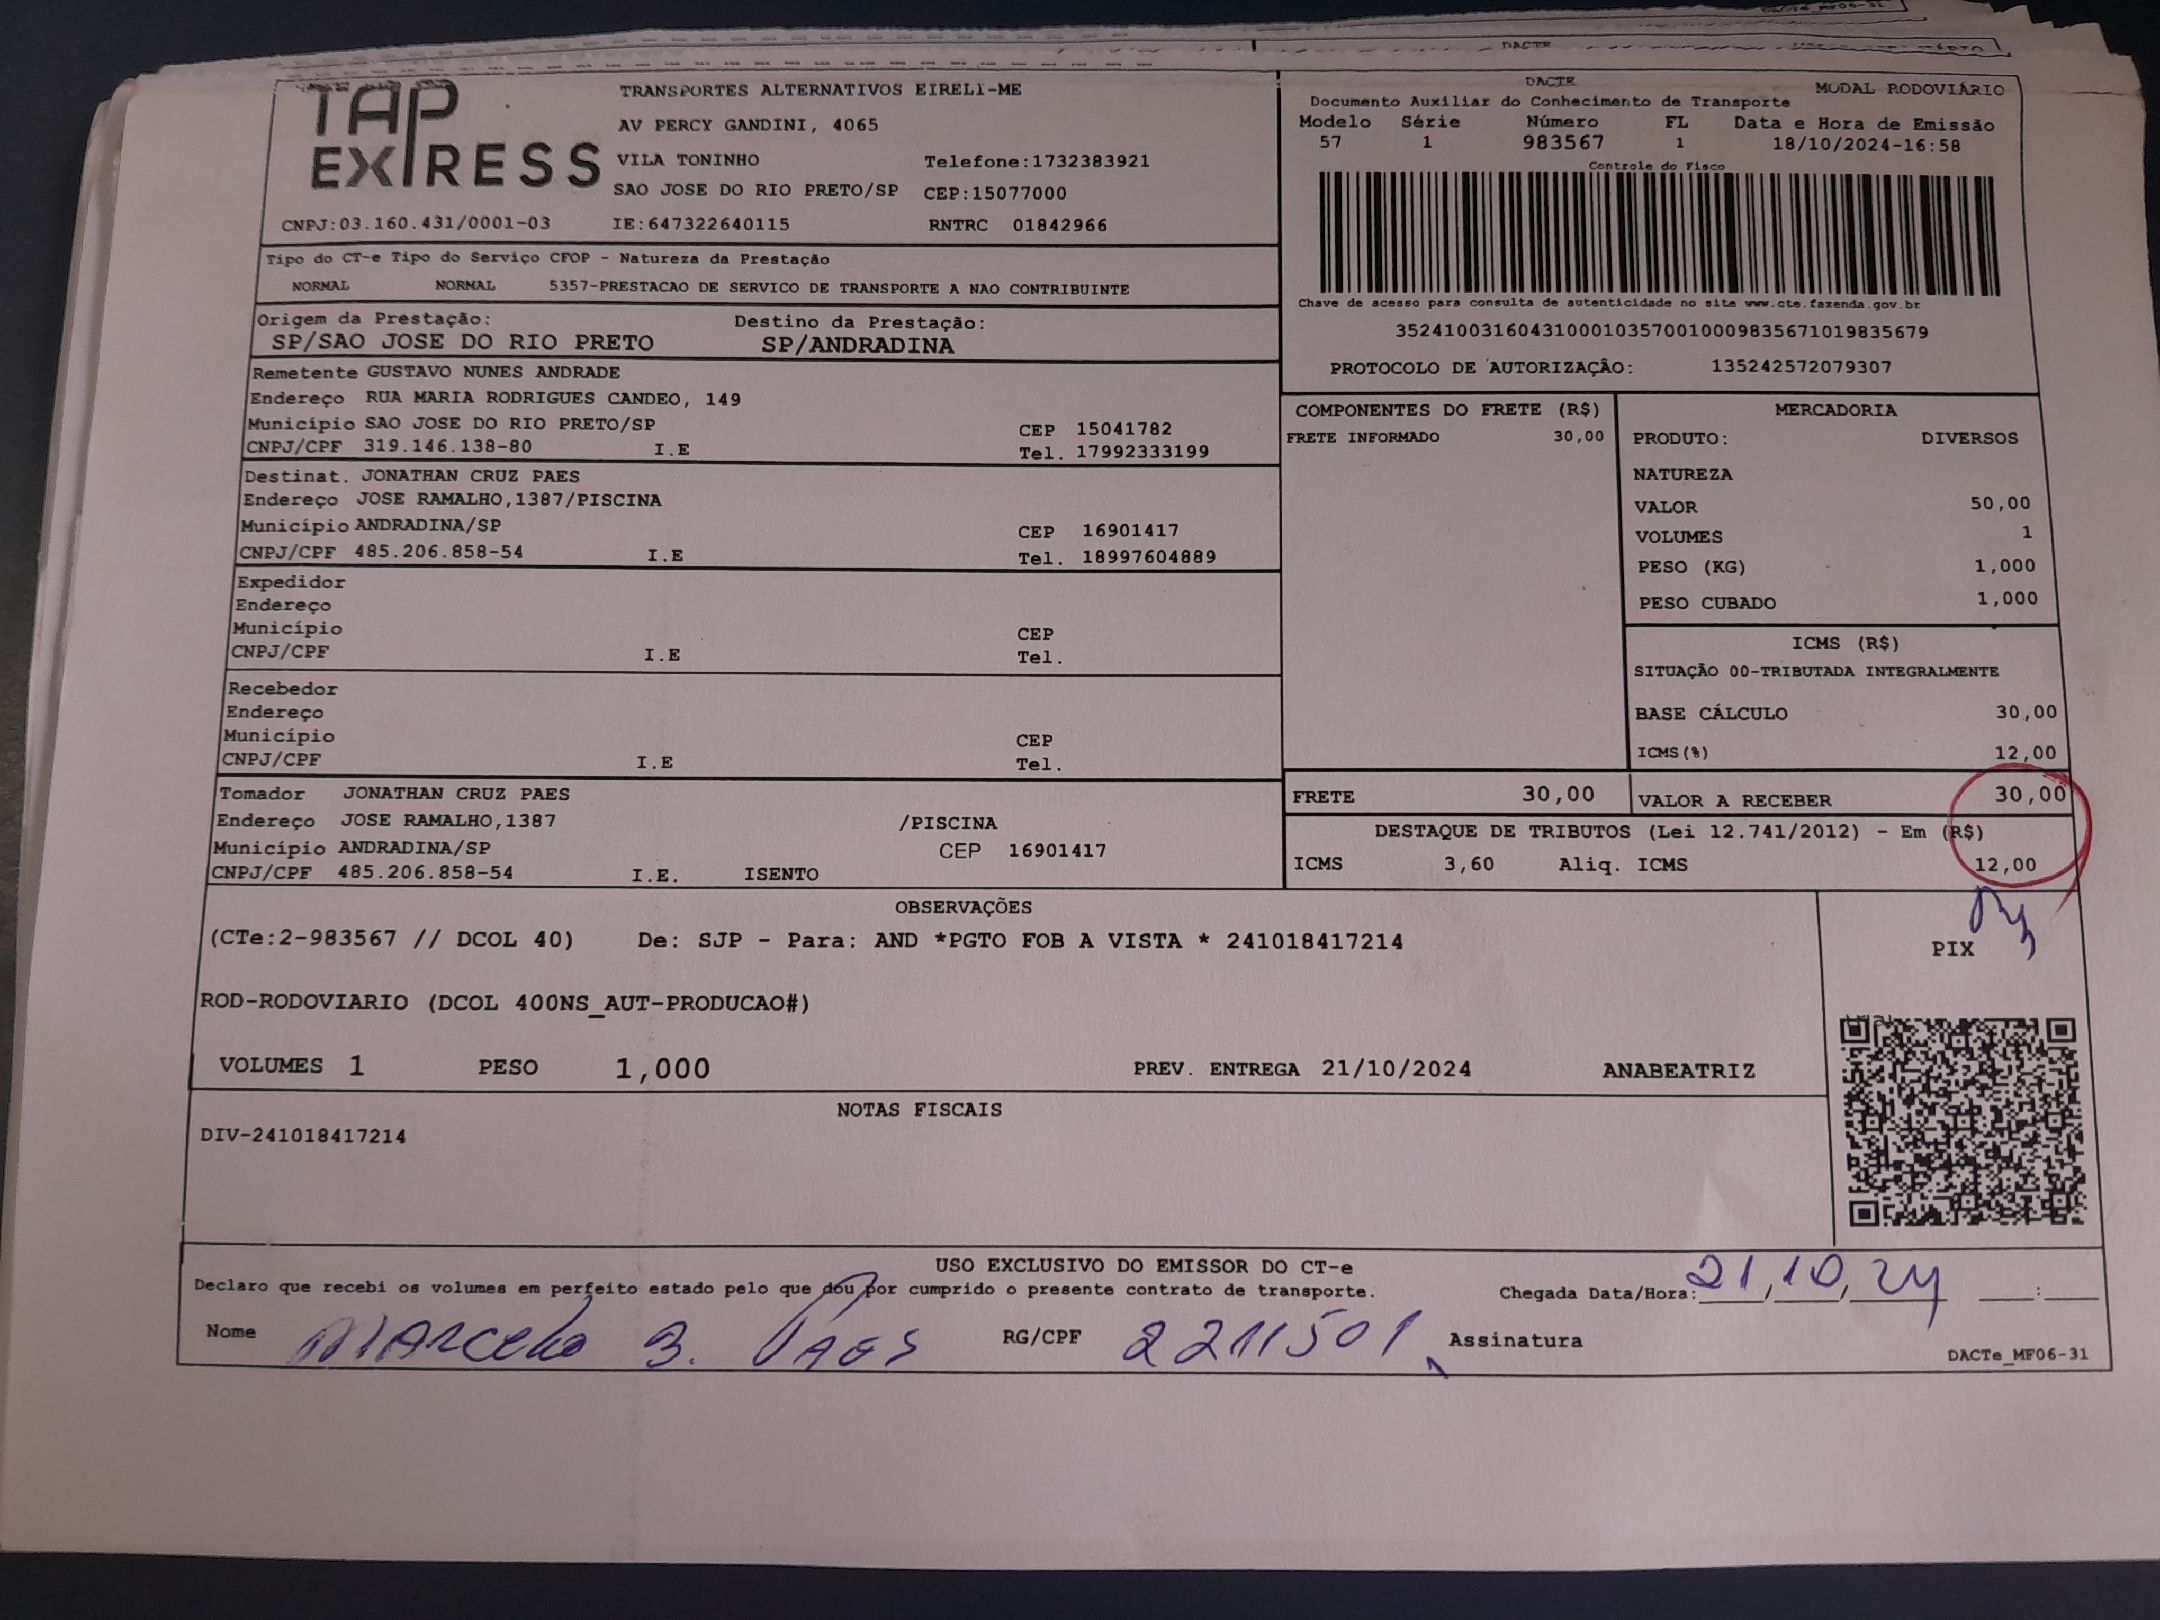 TAP EXPRESS
TRANSPORTES ALTERNATIVOS EIRELI-ME
AV PERCY GANDINI, 4065
VILA TONINHO Telefone:1732383921
SAO JOSE DO RIO PRETO/SP CEP:15077000
CNPJ:03.160.431/0001-03 IE:647322640115 RNTRC 01842966
DACTE MODAL RODOVIÁRIO
Documento Auxiliar do Conhecimento de Transporte
Modelo Série Número FL Data e Hora de Emissão
57 1 983567 1 18/10/2024-16:58
Controle do Fisco
Chave de acesso para consulta de autenticidade no site www.cte.fazenda.gov.br
35241003160431000103570010009835671019835679
PROTOCOLO DE AUTORIZAÇÃO: 135242572079307
Tipo do CT-e Tipo do Serviço CFOP - Natureza da Prestação
NORMAL NORMAL 5357-PRESTACAO DE SERVICO DE TRANSPORTE A NAO CONTRIBUINTE
Origem da Prestação: Destino da Prestação:
SP/SAO JOSE DO RIO PRETO SP/ANDRADINA
Remetente GUSTAVO NUNES ANDRADE
Endereço RUA MARIA RODRIGUES CANDEO, 149
Município SAO JOSE DO RIO PRETO/SP CEP 15041782
CNPJ/CPF 319.146.138-80 I.E Tel. 17992333199
Destinat. JONATHAN CRUZ PAES
Endereço JOSE RAMALHO,1387/PISCINA
Município ANDRADINA/SP CEP 16901417
CNPJ/CPF 485.206.858-54 I.E Tel. 18997604889
Expedidor
Endereço
Município CEP
CNPJ/CPF I.E Tel.
Recebedor
Endereço
Município CEP
CNPJ/CPF I.E Tel.
Tomador JONATHAN CRUZ PAES
Endereço JOSE RAMALHO,1387 /PISCINA
Município ANDRADINA/SP CEP 16901417
CNPJ/CPF 485.206.858-54 I.E. ISENTO
COMPONENTES DO FRETE (R$)
FRETE INFORMADO 30,00
MERCADORIA
PRODUTO: DIVERSOS
NATUREZA
VALOR 50,00
VOLUMES 1
PESO (KG) 1,000
PESO CUBADO 1,000
ICMS (R$)
SITUAÇÃO 00-TRIBUTADA INTEGRALMENTE
BASE CÁLCULO 30,00
ICMS(%) 12,00
FRETE 30,00 VALOR A RECEBER 30,00
DESTAQUE DE TRIBUTOS (Lei 12.741/2012) - Em (R$)
ICMS 3,60 Aliq. ICMS 12,00
OBSERVAÇÕES
(CTe:2-983567 // DCOL 40) De: SJP - Para: AND *PGTO FOB A VISTA * 241018417214
PIX
ROD-RODOVIARIO (DCOL 400NS_AUT-PRODUCAO#)
VOLUMES 1 PESO 1,000 PREV. ENTREGA 21/10/2024 ANABEATRIZ
NOTAS FISCAIS
DIV-241018417214
USO EXCLUSIVO DO EMISSOR DO CT-e
Declaro que recebi os volumes em perfeito estado pelo que dou por cumprido o presente contrato de transporte. Chegada Data/Hora: 21/10/24 :
Nome Marcelo B. Paes RG/CPF 2211501 Assinatura
DACTe_MF06-31